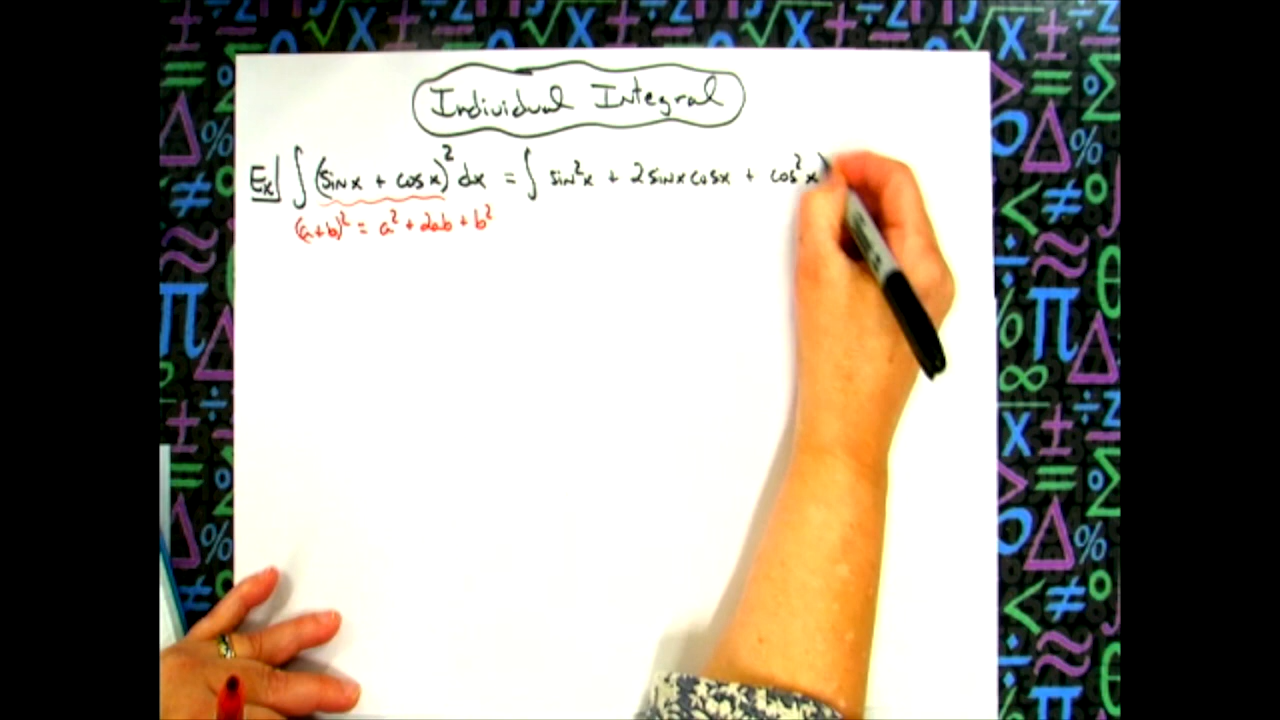 Individual Integral
Ex| ∫ (sin x + cos x)² dx = ∫ sin²x + 2 sin x cos x + cos²x
(a+b)² = a² + 2ab + b²